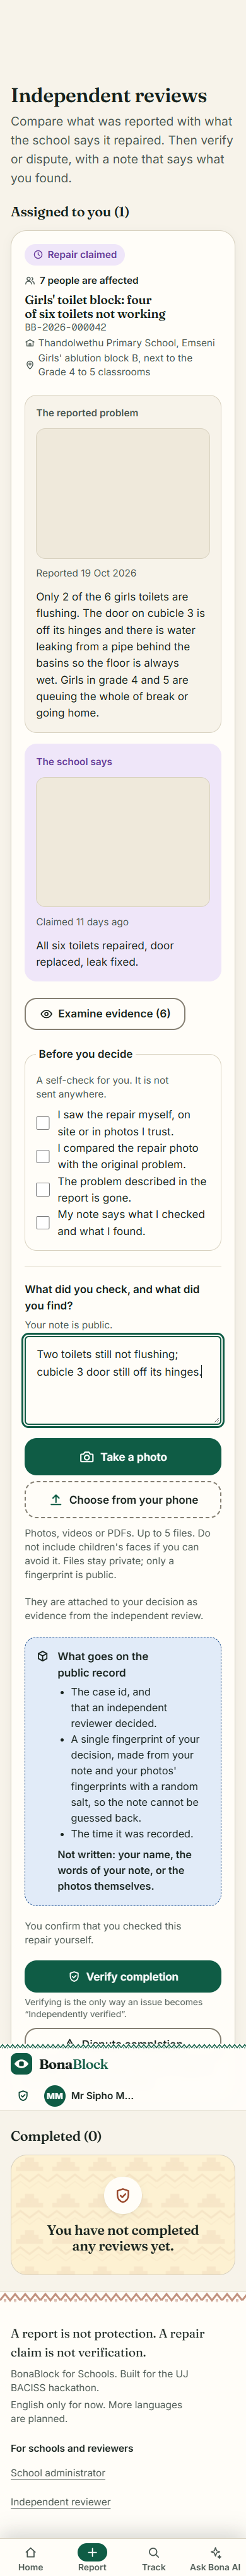 Independent reviews
Compare what was reported with what
the school says it repaired. Then verify
or dispute, with a note that says what
you found.
Assigned to you (1)
Repair claimed
7 people are affected
Girls' toilet block: four
of six toilets not working
BB-2026-000042
Thandolwethu Primary School, Emseni
Girls' ablution block B, next to the
Grade 4 to 5 classrooms
The reported problem
Reported 19 Oct 2026
Only 2 of the 6 girls toilets are
flushing. The door on cubicle 3 is
off its hinges and there is water
leaking from a pipe behind the
basins so the floor is always
wet. Girls in grade 4 and 5 are
queuing the whole of break or
going home.
The school says
Claimed 11 days ago
All six toilets repaired, door
replaced, leak fixed.
Examine evidence (6)
Before you decide
A self-check for you. It is not
sent anywhere.
I saw the repair myself, on
site or in photos I trust.
I compared the repair photo
with the original problem.
The problem described in the
report is gone.
My note says what I checked
and what I found.
What did you check, and what did
you find?
Your note is public.
Two toilets still not flushing;
cubicle 3 door still off its hinges.
Take a photo
Choose from your phone
Photos, videos or PDFs. Up to 5 files. Do
not include children's faces if you can
avoid it. Files stay private; only a
fingerprint is public.
They are attached to your decision as
evidence from the independent review.
What goes on the
public record
• The case id, and
that an independent
reviewer decided.
• A single fingerprint of your
decision, made from your
note and your photos'
fingerprints with a random
salt, so the note cannot be
guessed back.
• The time it was recorded.
Not written: your name, the
words of your note, or the
photos themselves.
You confirm that you checked this
repair yourself.
Verify completion
Verifying is the only way an issue becomes
“Independently verified”.
Dispute completion
BonaBlock
MM Mr Sipho M...
Completed (0)
You have not completed
any reviews yet.
A report is not protection. A repair
claim is not verification.
BonaBlock for Schools. Built for the UJ
BACISS hackathon.
English only for now. More languages
are planned.
For schools and reviewers
School administrator
Independent reviewer
Home Report Track Ask Bona AI